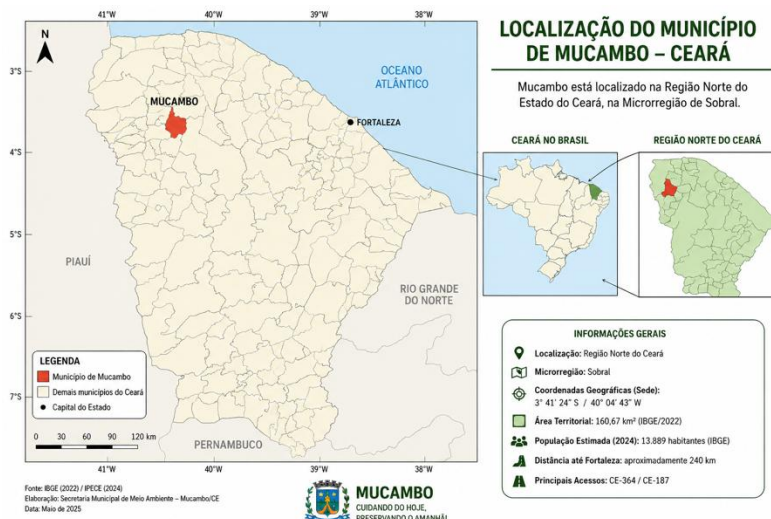 LOCALIZAÇÃO DO MUNICÍPIO
DE MUCAMBO – CEARÁ
Mucambo está localizado na Região Norte do
Estado do Ceará, na Microrregião de Sobral.
41°W
40°W
39°W
38°W
N
3°S
4°S
5°S
6°S
7°S
OCEANO
ATLÂNTICO
MUCAMBO
FORTALEZA
PIAUÍ
RIO GRANDE
DO NORTE
PERNAMBUCO
LEGENDA
Município de Mucambo
Demais municípios do Ceará
Capital do Estado
0 30 60 90 120 km
41°W
40°W
39°W
38°W
CEARÁ NO BRASIL
REGIÃO NORTE DO CEARÁ
INFORMAÇÕES GERAIS
Localização: Região Norte do Ceará
Microrregião: Sobral
Coordenadas Geográficas (Sede):
3° 41' 24" S / 40° 04' 43" W
Área Territorial: 160,67 km² (IBGE/2022)
População Estimada (2024): 13.889 habitantes (IBGE)
Distância até Fortaleza: aproximadamente 240 km
Principais Acessos: CE-364 / CE-187
Fonte: IBGE (2022) / IPECE (2024)
Elaboração: Secretaria Municipal de Meio Ambiente – Mucambo/CE
Data: Maio de 2025
MUCAMBO
CUIDANDO DO HOJE,
PRESERVANDO O AMANHÃ!